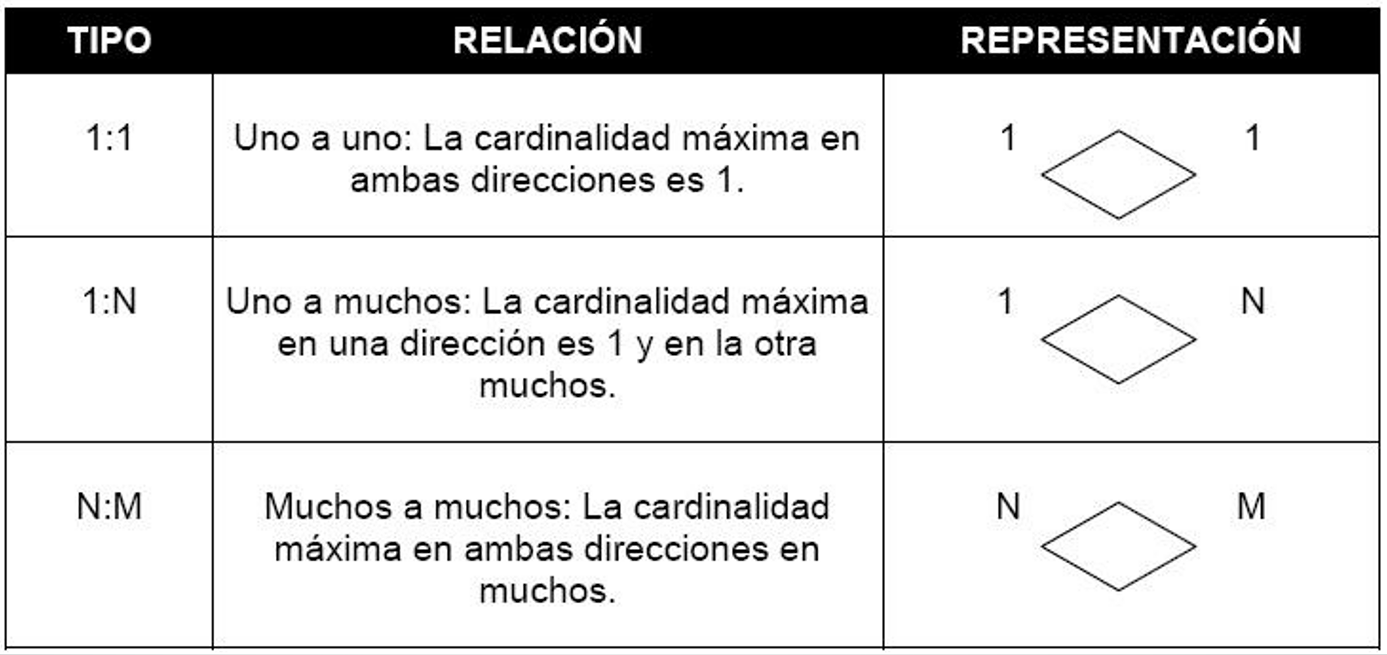 TIPO RELACIÓN REPRESENTACIÓN
1:1 Uno a uno: La cardinalidad máxima en 1 1
ambas direcciones es 1.
1:N Uno a muchos: La cardinalidad máxima 1 N
en una dirección es 1 y en la otra
muchos.
N:M Muchos a muchos: La cardinalidad N M
máxima en ambas direcciones en
muchos.